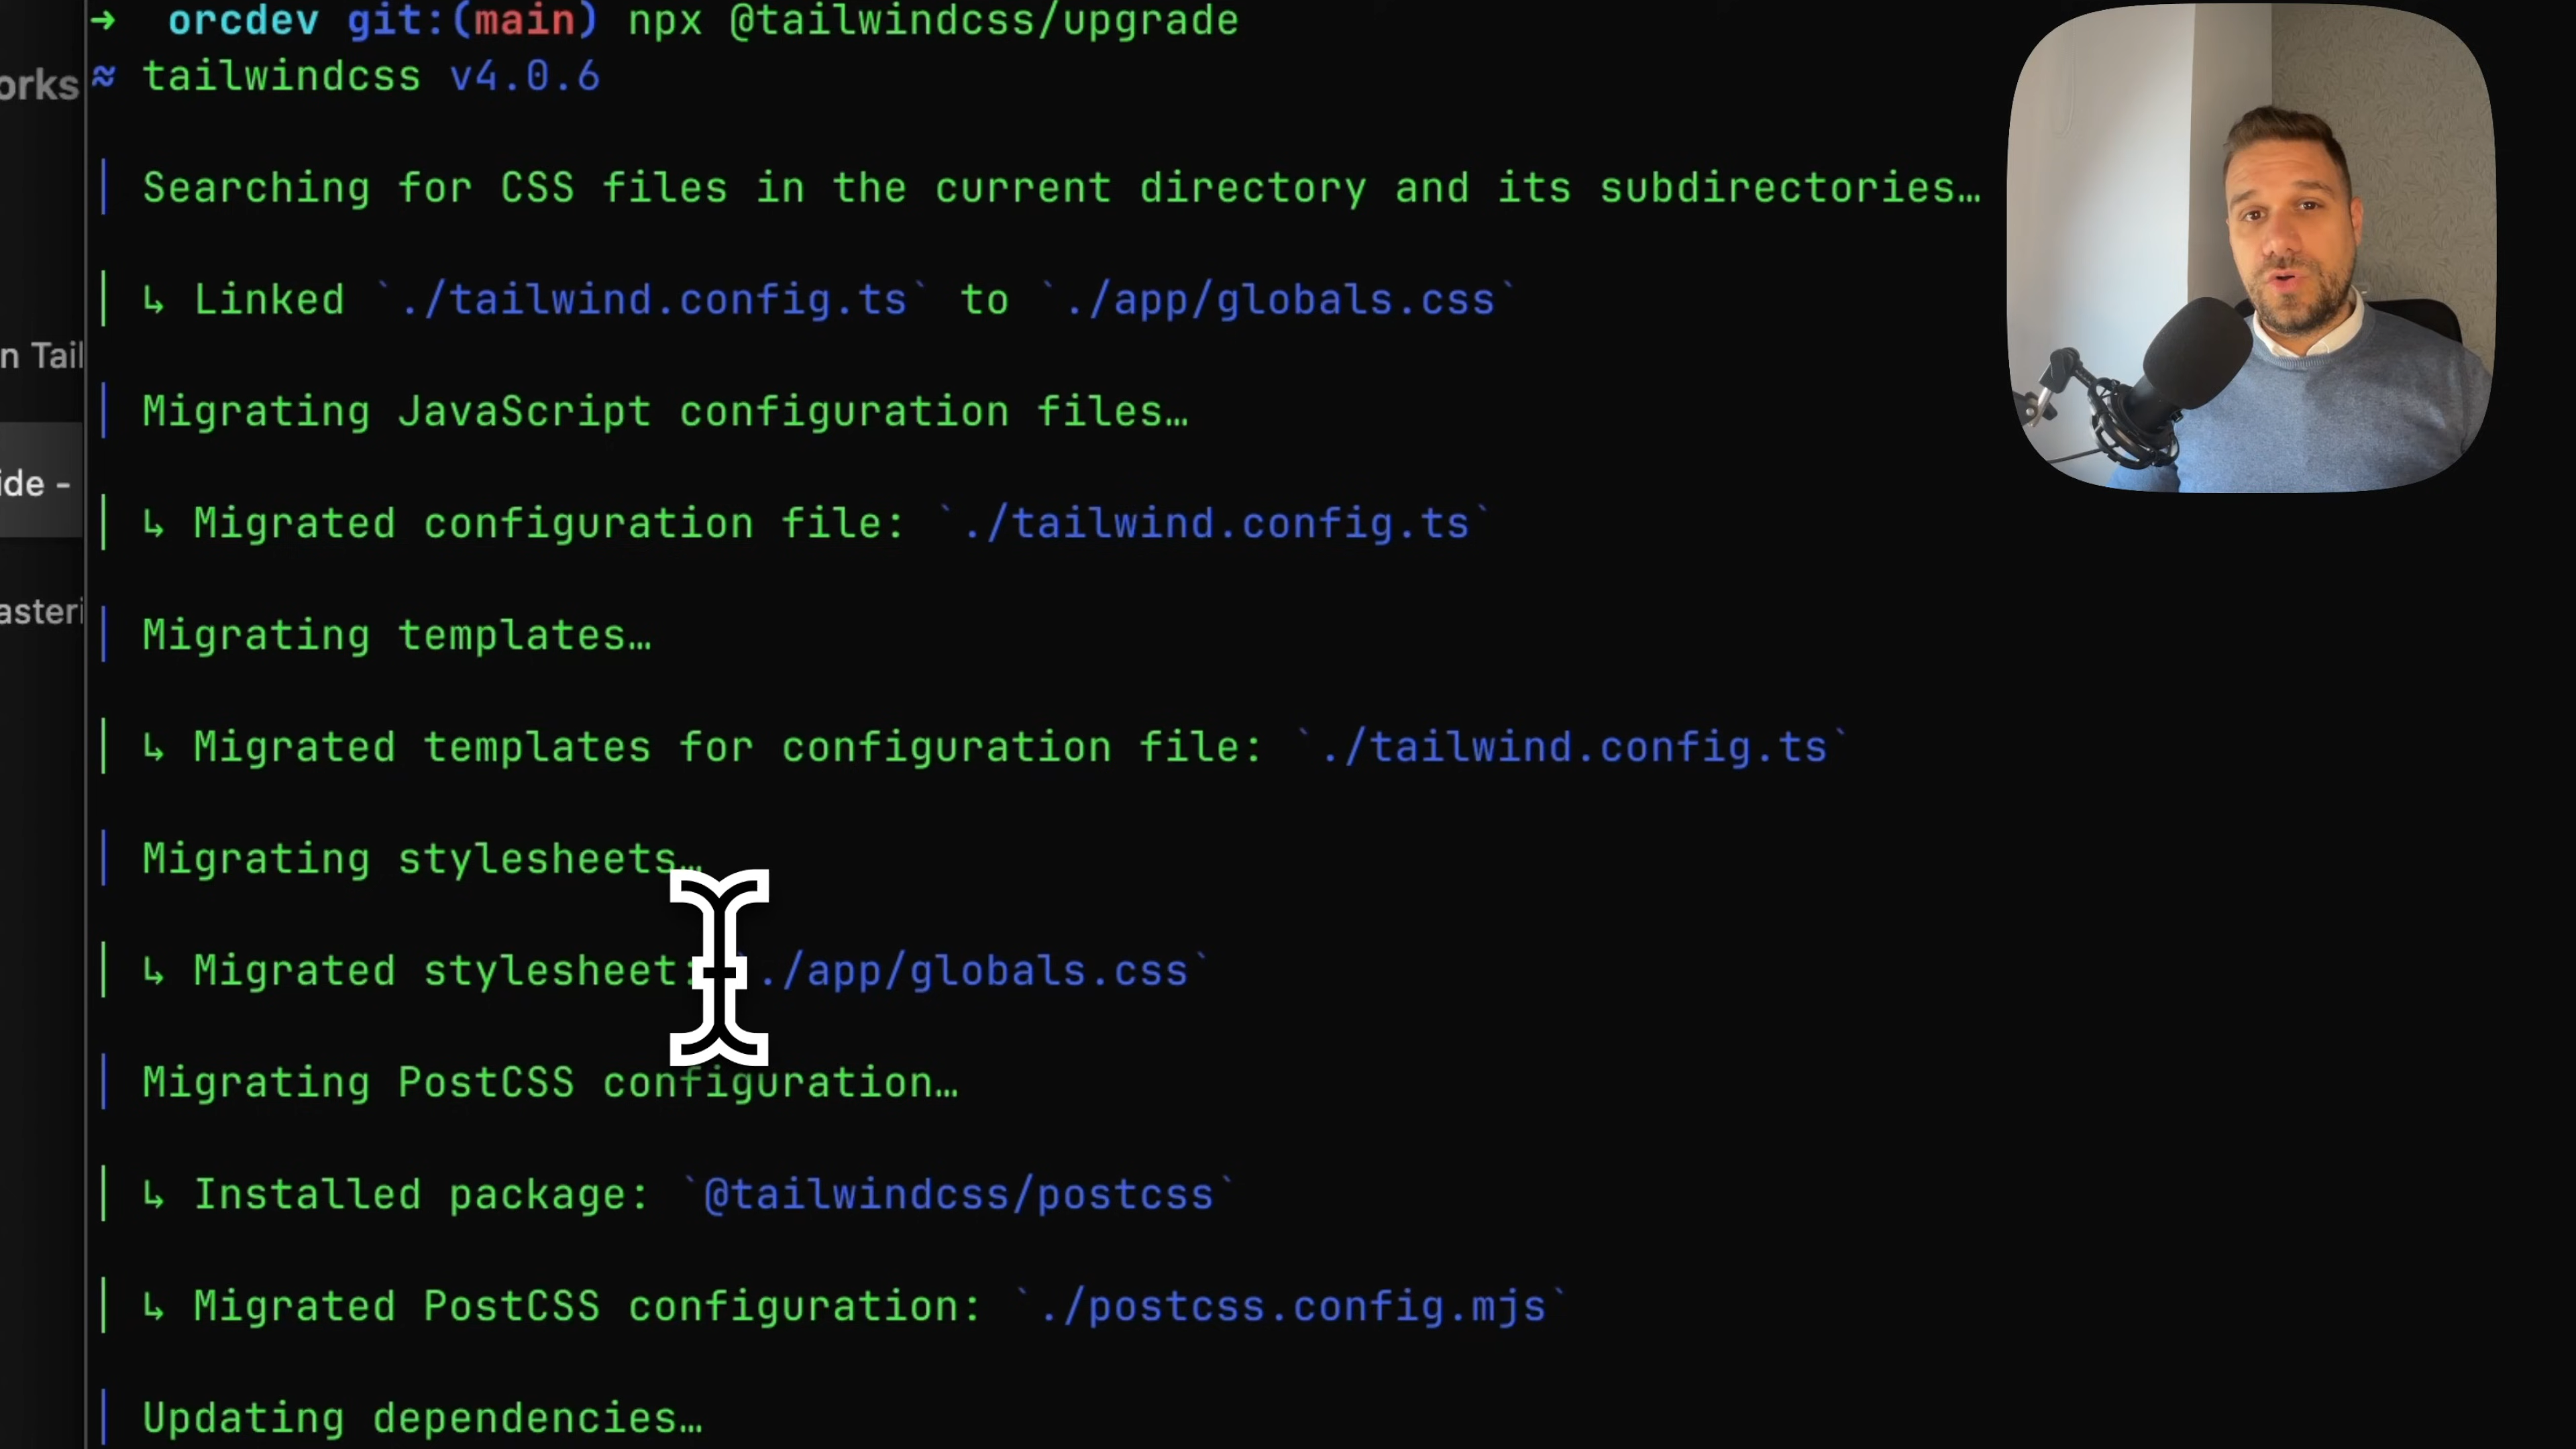 ➜ orcdev git:(main) npx @tailwindcss/upgrade
≈ tailwindcss v4.0.6
│ Searching for CSS files in the current directory and its subdirectories…
│ ↳ Linked `./tailwind.config.ts` to `./app/globals.css`
│ Migrating JavaScript configuration files…
│ ↳ Migrated configuration file: `./tailwind.config.ts`
│ Migrating templates…
│ ↳ Migrated templates for configuration file: `./tailwind.config.ts`
│ Migrating stylesheets…
│ ↳ Migrated stylesheet: `./app/globals.css`
│ Migrating PostCSS configuration…
│ ↳ Installed package: `@tailwindcss/postcss`
│ ↳ Migrated PostCSS configuration: `./postcss.config.mjs`
│ Updating dependencies…
orks
n Tail
ide -
asteri